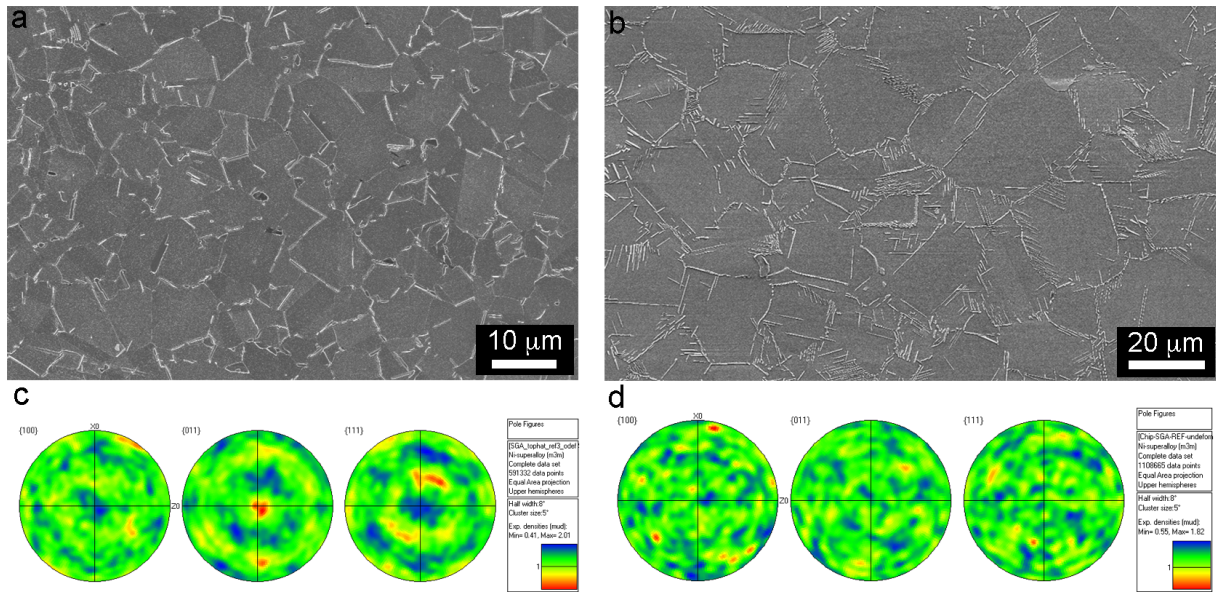 a
b
10 μm
20 μm
c
d
{100}
X0
{011}
{111}
Z0
Pole Figures
Ni-superalloy (m3m)
Complete data set
591332 data points
Equal Area projection
Upper hemispheres
Half width:8°
Cluster size:5°
Exp. densities (mud):
Min= 0.41, Max= 2.01
1
{100}
X0
{011}
{111}
Z0
Pole Figures
[Chip-SGA-REF-undeform
Ni-superalloy (m3m)
Complete data set
1108665 data points
Equal Area projection
Upper hemispheres
Half width:8°
Cluster size:5°
Exp. densities (mud):
Min= 0.55, Max= 1.82
1